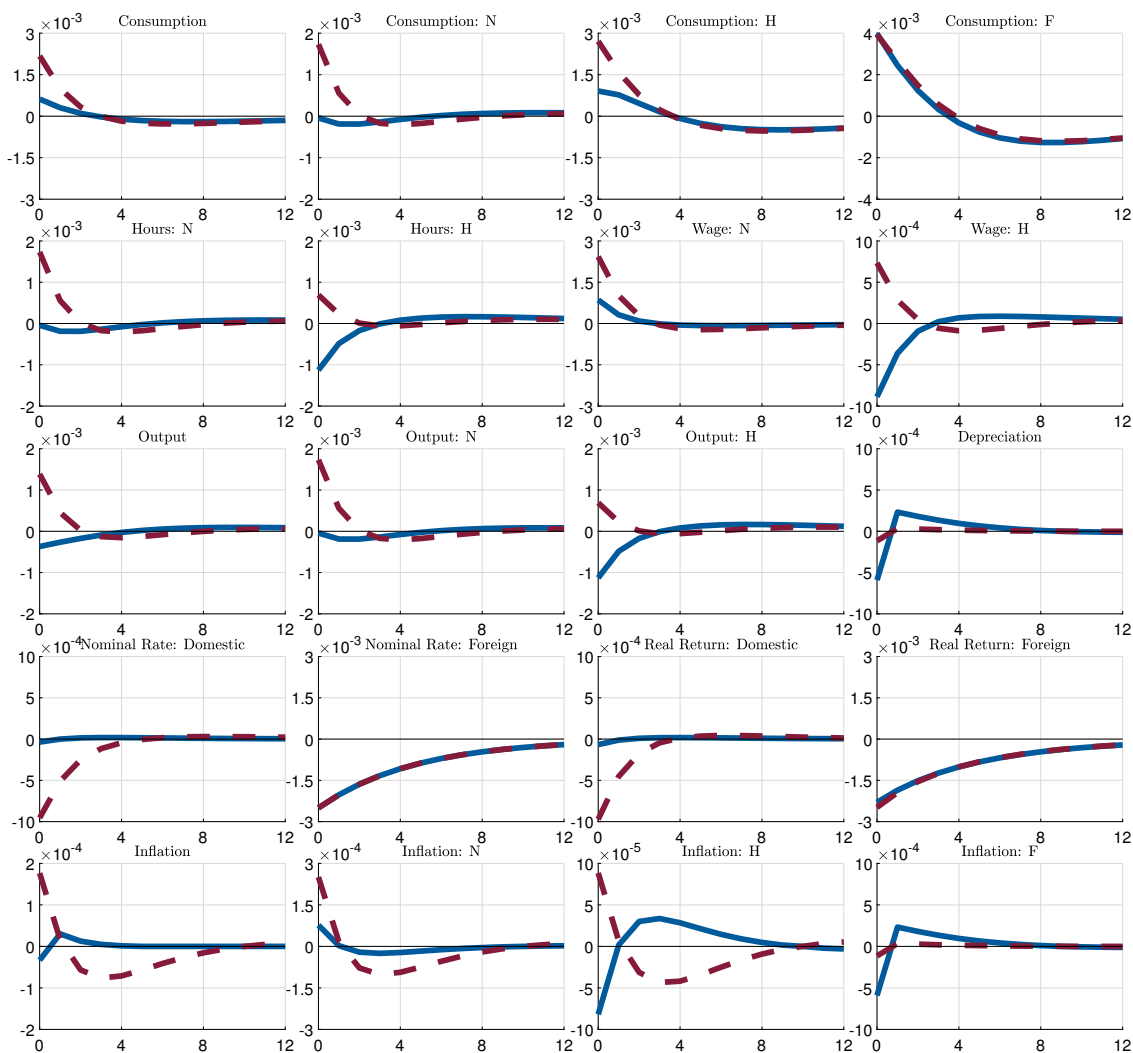 ×10⁻³ Consumption ×10⁻³ Consumption: N ×10⁻³ Consumption: H ×10⁻³ Consumption: F
3 2 3 4
1.5 1 1.5 2
0 0 0 0
-1.5 -1 -1.5 -2
-3 -2 -3 -4
0 4 8 12 0 4 8 12 0 4 8 12 0 4 8 12
×10⁻³ Hours: N ×10⁻³ Hours: H ×10⁻³ Wage: N ×10⁻⁴ Wage: H
2 2 3 10
1 1 1.5 5
0 0 0 0
-1 -1 -1.5 -5
-2 -2 -3 -10
0 4 8 12 0 4 8 12 0 4 8 12 0 4 8 12
×10⁻³ Output ×10⁻³ Output: N ×10⁻³ Output: H ×10⁻⁴ Depreciation
2 2 2 10
1 1 1 5
0 0 0 0
-1 -1 -1 -5
-2 -2 -2 -10
0 4 8 12 0 4 8 12 0 4 8 12 0 4 8 12
×10⁻⁴ Nominal Rate: Domestic ×10⁻³ Nominal Rate: Foreign ×10⁻⁴ Real Return: Domestic ×10⁻³ Real Return: Foreign
10 3 10 3
5 1.5 5 1.5
0 0 0 0
-5 -1.5 -5 -1.5
-10 -3 -10 -3
0 4 8 12 0 4 8 12 0 4 8 12 0 4 8 12
×10⁻⁴ Inflation ×10⁻⁴ Inflation: N ×10⁻⁵ Inflation: H ×10⁻⁴ Inflation: F
2 3 10 10
1 1.5 5 5
0 0 0 0
-1 -1.5 -5 -5
-2 -3 -10 -10
0 4 8 12 0 4 8 12 0 4 8 12 0 4 8 12